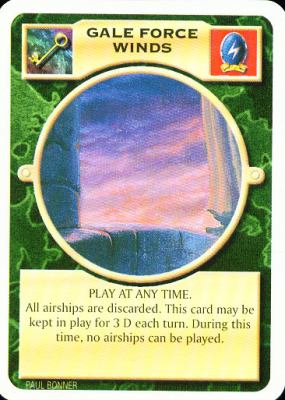 GALE FORCE
WINDS
PLAY AT ANY TIME.
All airships are discarded. This card may be
kept in play for 3 D each turn. During this
time, no airships can be played.
PAUL BONNER